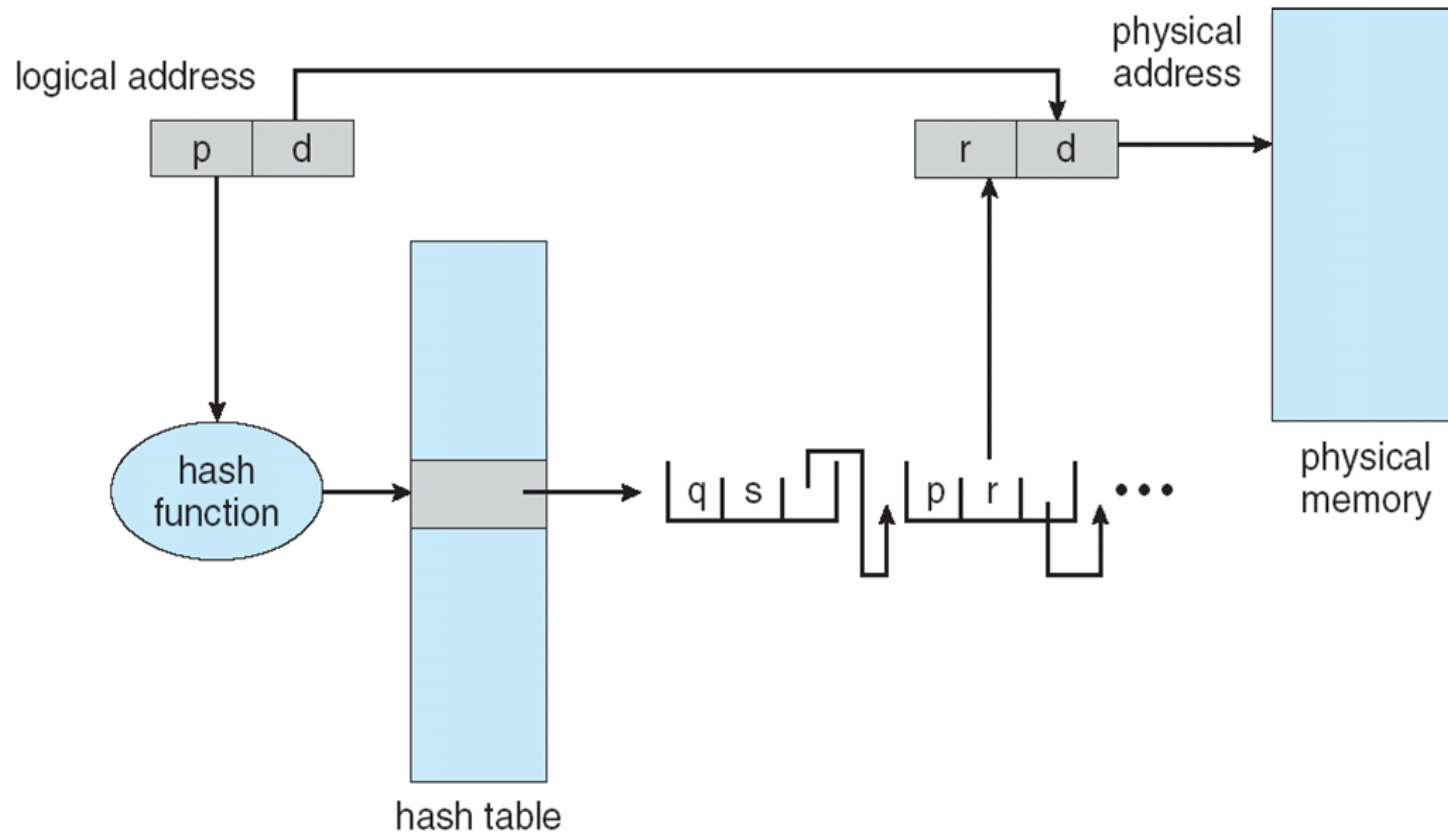 logical address
physical
address
p d
r d
hash
function
q s
p r
•••
physical
memory
hash table